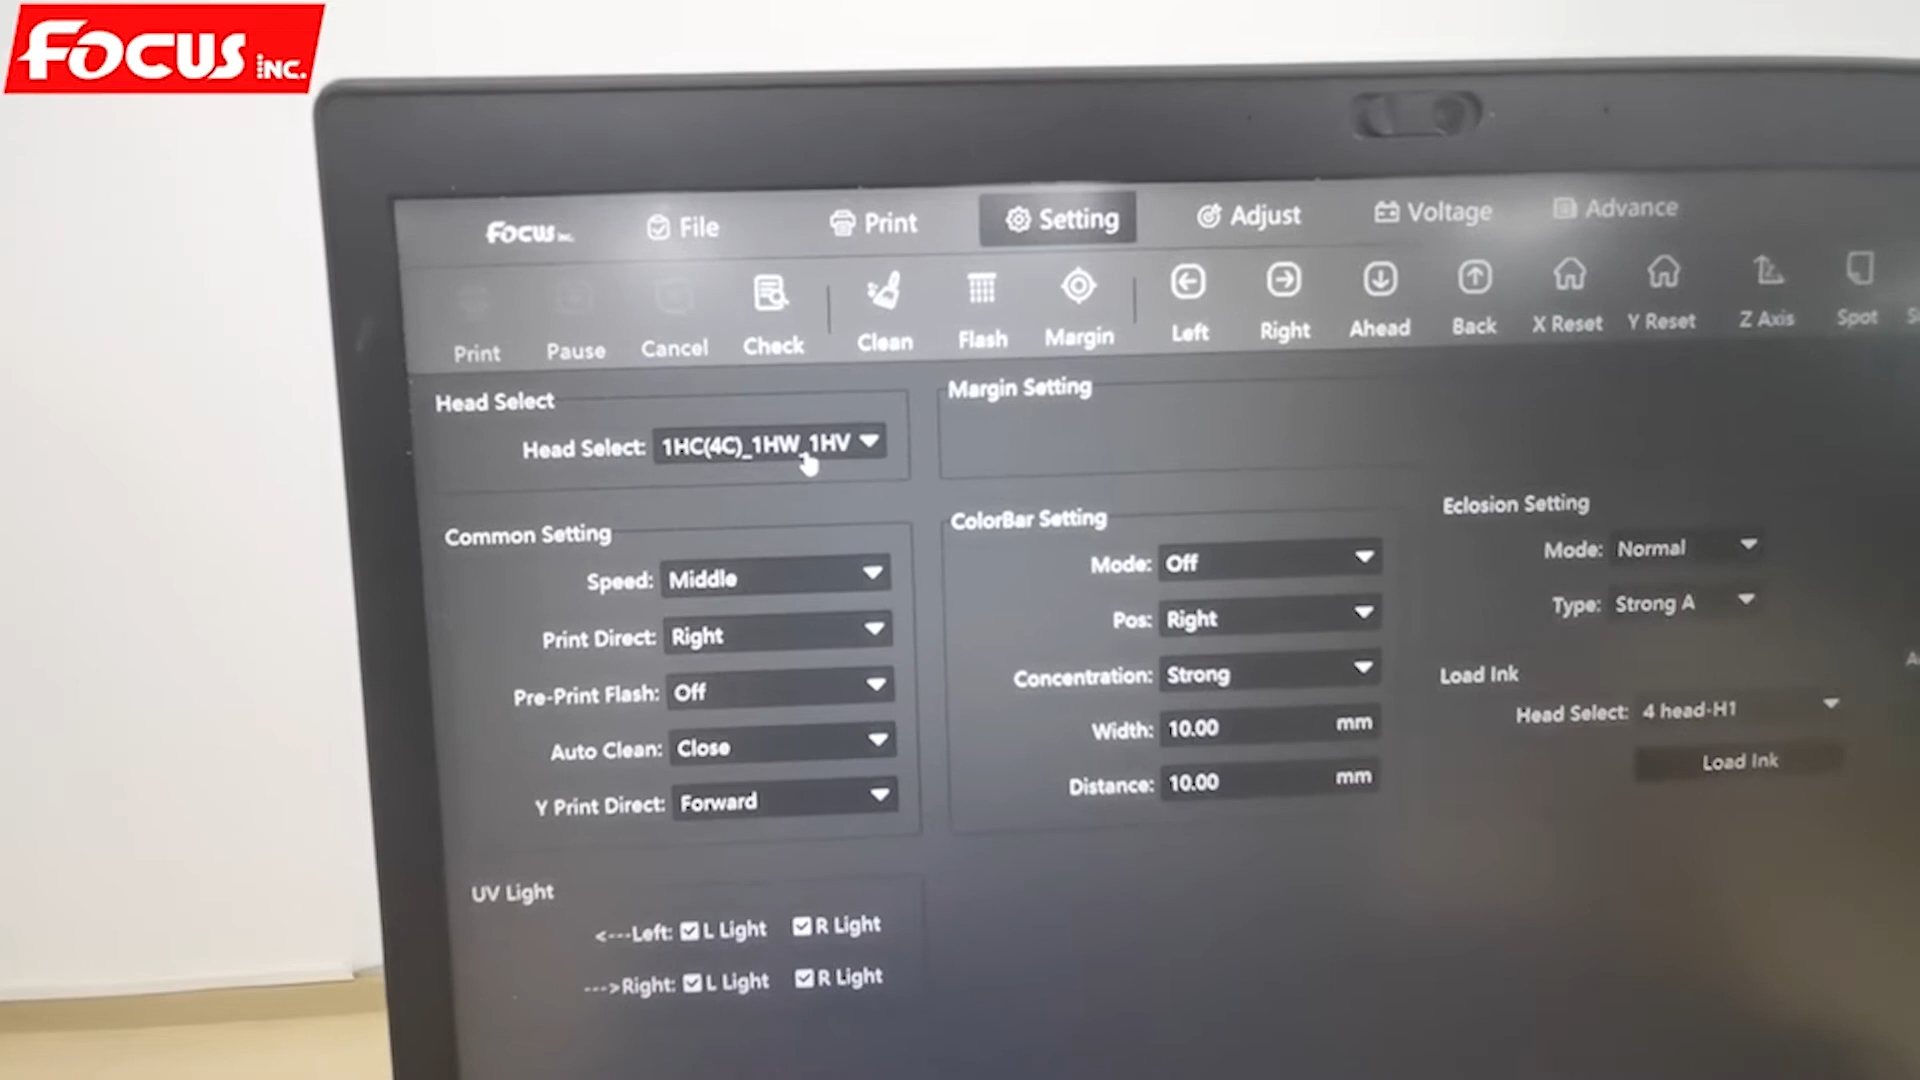 Focus INC.
Focus INC. File Print Setting Adjust Voltage Advance
Print Pause Cancel Check Clean Flash Margin Left Right Ahead Back X Reset Y Reset Z Axis Spot
Head Select
Head Select: 1HC(4C)_1HW_1HV
Margin Setting
Common Setting
Speed: Middle
Print Direct: Right
Pre-Print Flash: Off
Auto Clean: Close
Y Print Direct: Forward
ColorBar Setting
Mode: Off
Pos: Right
Concentration: Strong
Width: 10.00 mm
Distance: 10.00 mm
Eclosion Setting
Mode: Normal
Type: Strong A
Load Ink
Head Select: 4 head-H1
Load Ink
UV Light
<---Left: L Light R Light
--->Right: L Light R Light